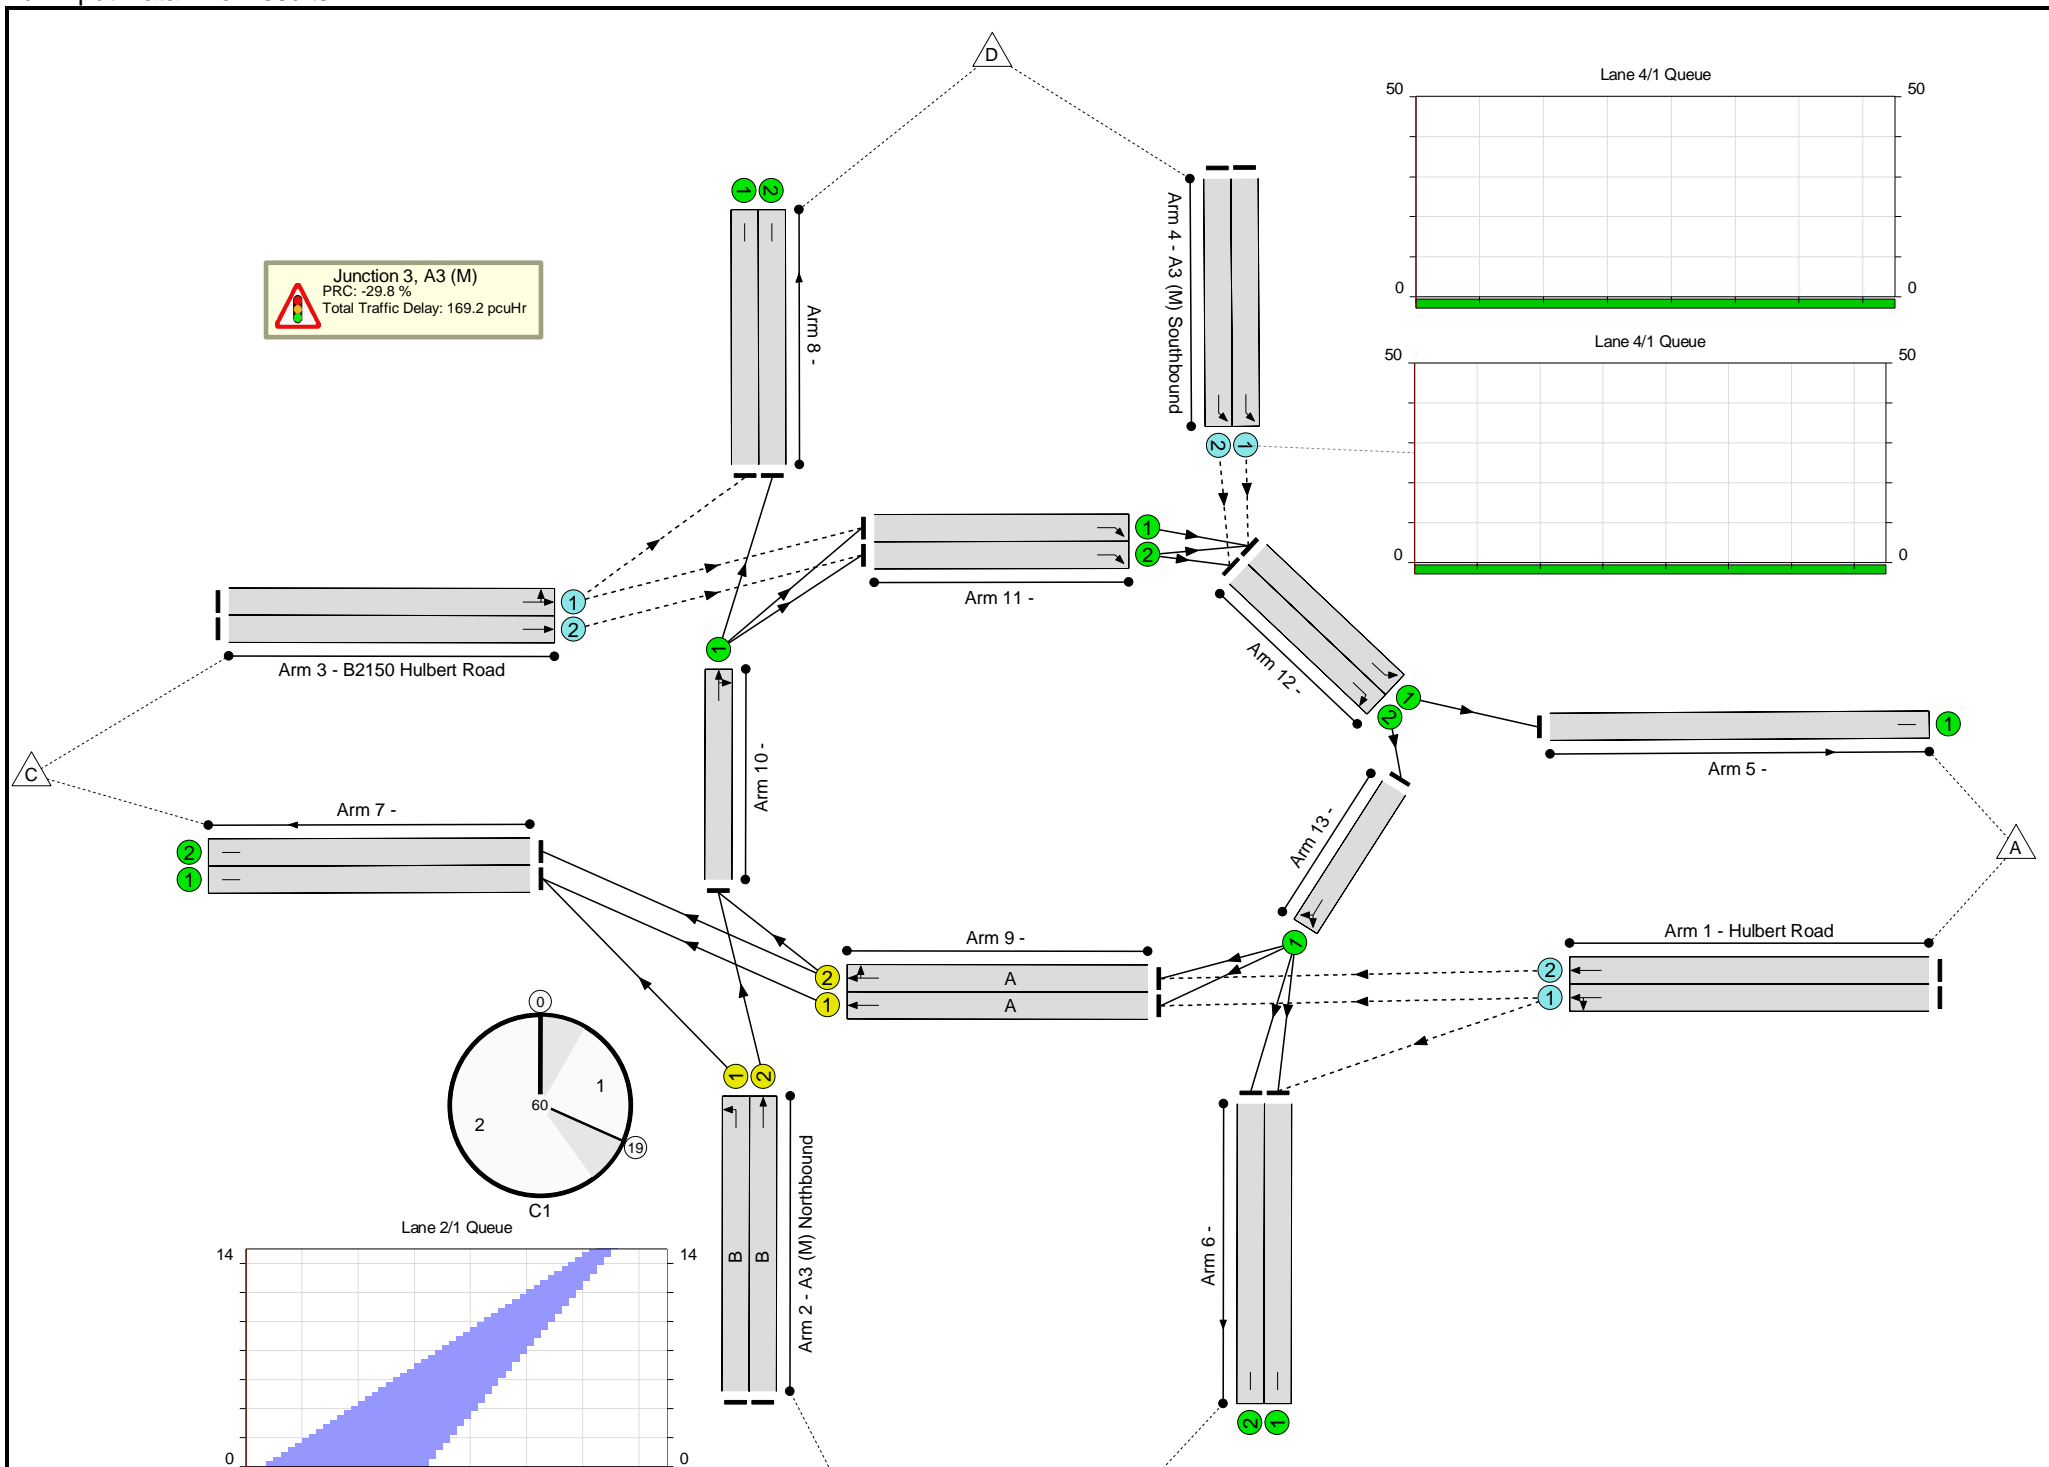 D
Lane 4/1 Queue
50
50
0
0
1
2
Arm 4 - A3 (M) Southbound
Junction 3, A3 (M)
PRC: -29.8 %
Total Traffic Delay: 169.2 pcuHr
Arm 8 -
Lane 4/1 Queue
50
50
0
0
2
1
1
2
Arm 11 -
1
2
Arm 3 - B2150 Hulbert Road
1
Arm 12 -
1
2
1
Arm 5 -
C
Arm 10 -
Arm 7 -
2
1
Arm 13 -
A
1
Arm 9 -
2
1
A
A
Arm 1 - Hulbert Road
2
1
0
1
2
60
19
C1
1
2
B
B
Arm 2 - A3 (M) Northbound
Arm 6 -
2
1
Lane 2/1 Queue
14
14
0
0